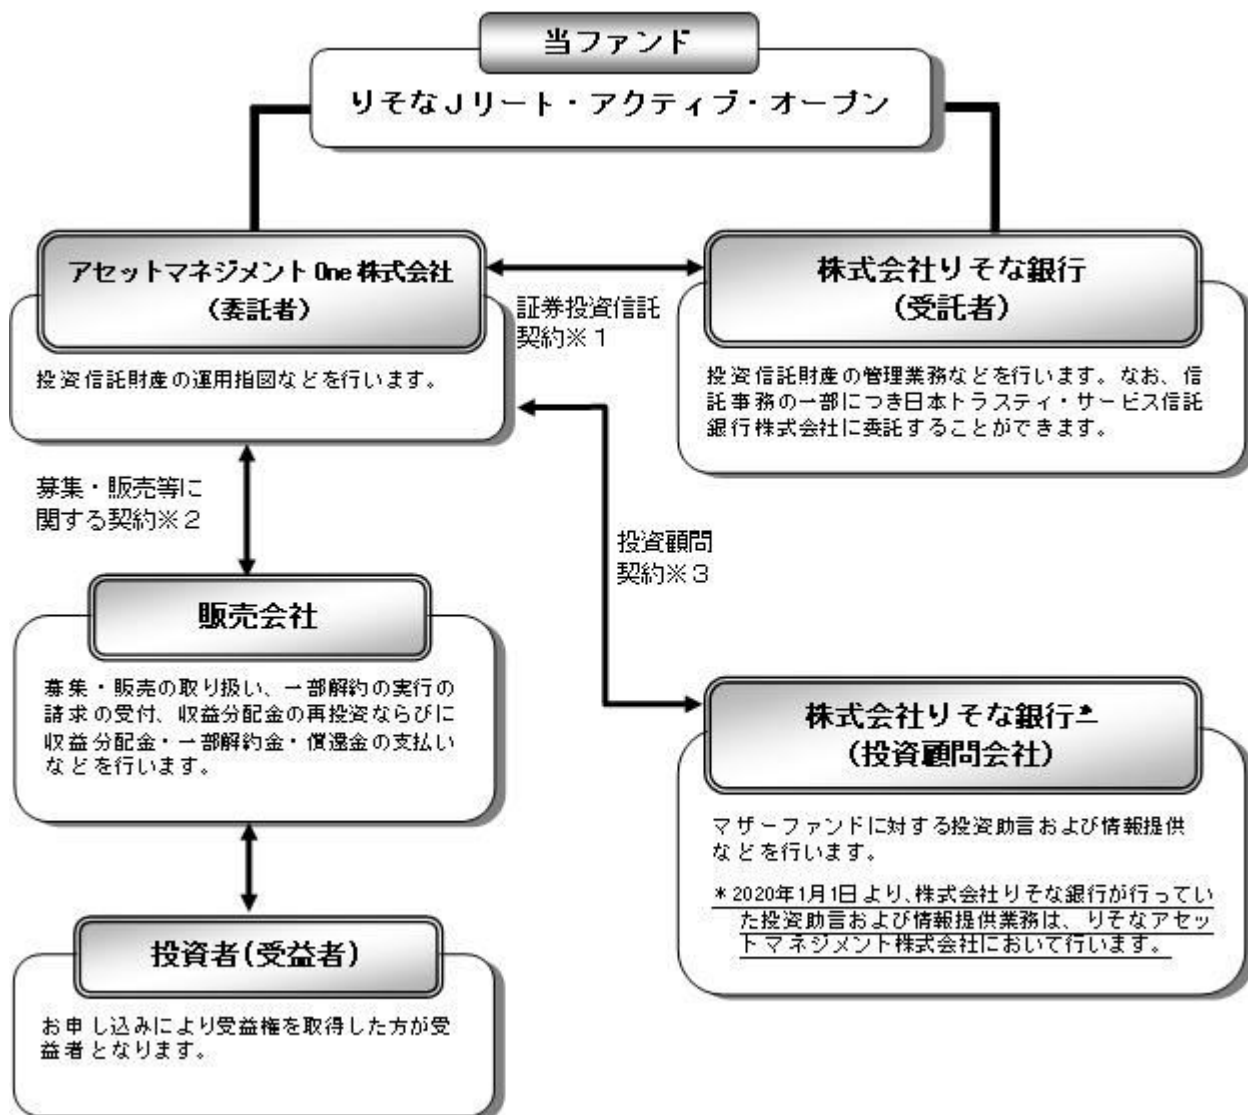 当ファンド
りそなJリート・アクティブ・オープン
アセットマネジメントOne株式会社
(委託者)
投資信託財産の運用指図などを行います。
証券投資信託
契約※1
株式会社りそな銀行
(受託者)
投資信託財産の管理業務などを行います。なお、信
託事務の一部につき日本トラスティ・サービス信託
銀行株式会社に委託することができます。
募集・販売等に
関する契約※2
投資顧問
契約※3
販売会社
募集・販売の取り扱い、一部解約の実行の
請求の受付、収益分配金の再投資ならびに
収益分配金・一部解約金・償還金の支払い
などを行います。
株式会社りそな銀行*
(投資顧問会社)
マザーファンドに対する投資助言および情報提供
などを行います。
*2020年1月1日より、株式会社りそな銀行が行ってい
た投資助言および情報提供業務は、りそなアセッ
トマネジメント株式会社において行います。
投資者(受益者)
お申し込みにより受益権を取得した方が受
益者となります。